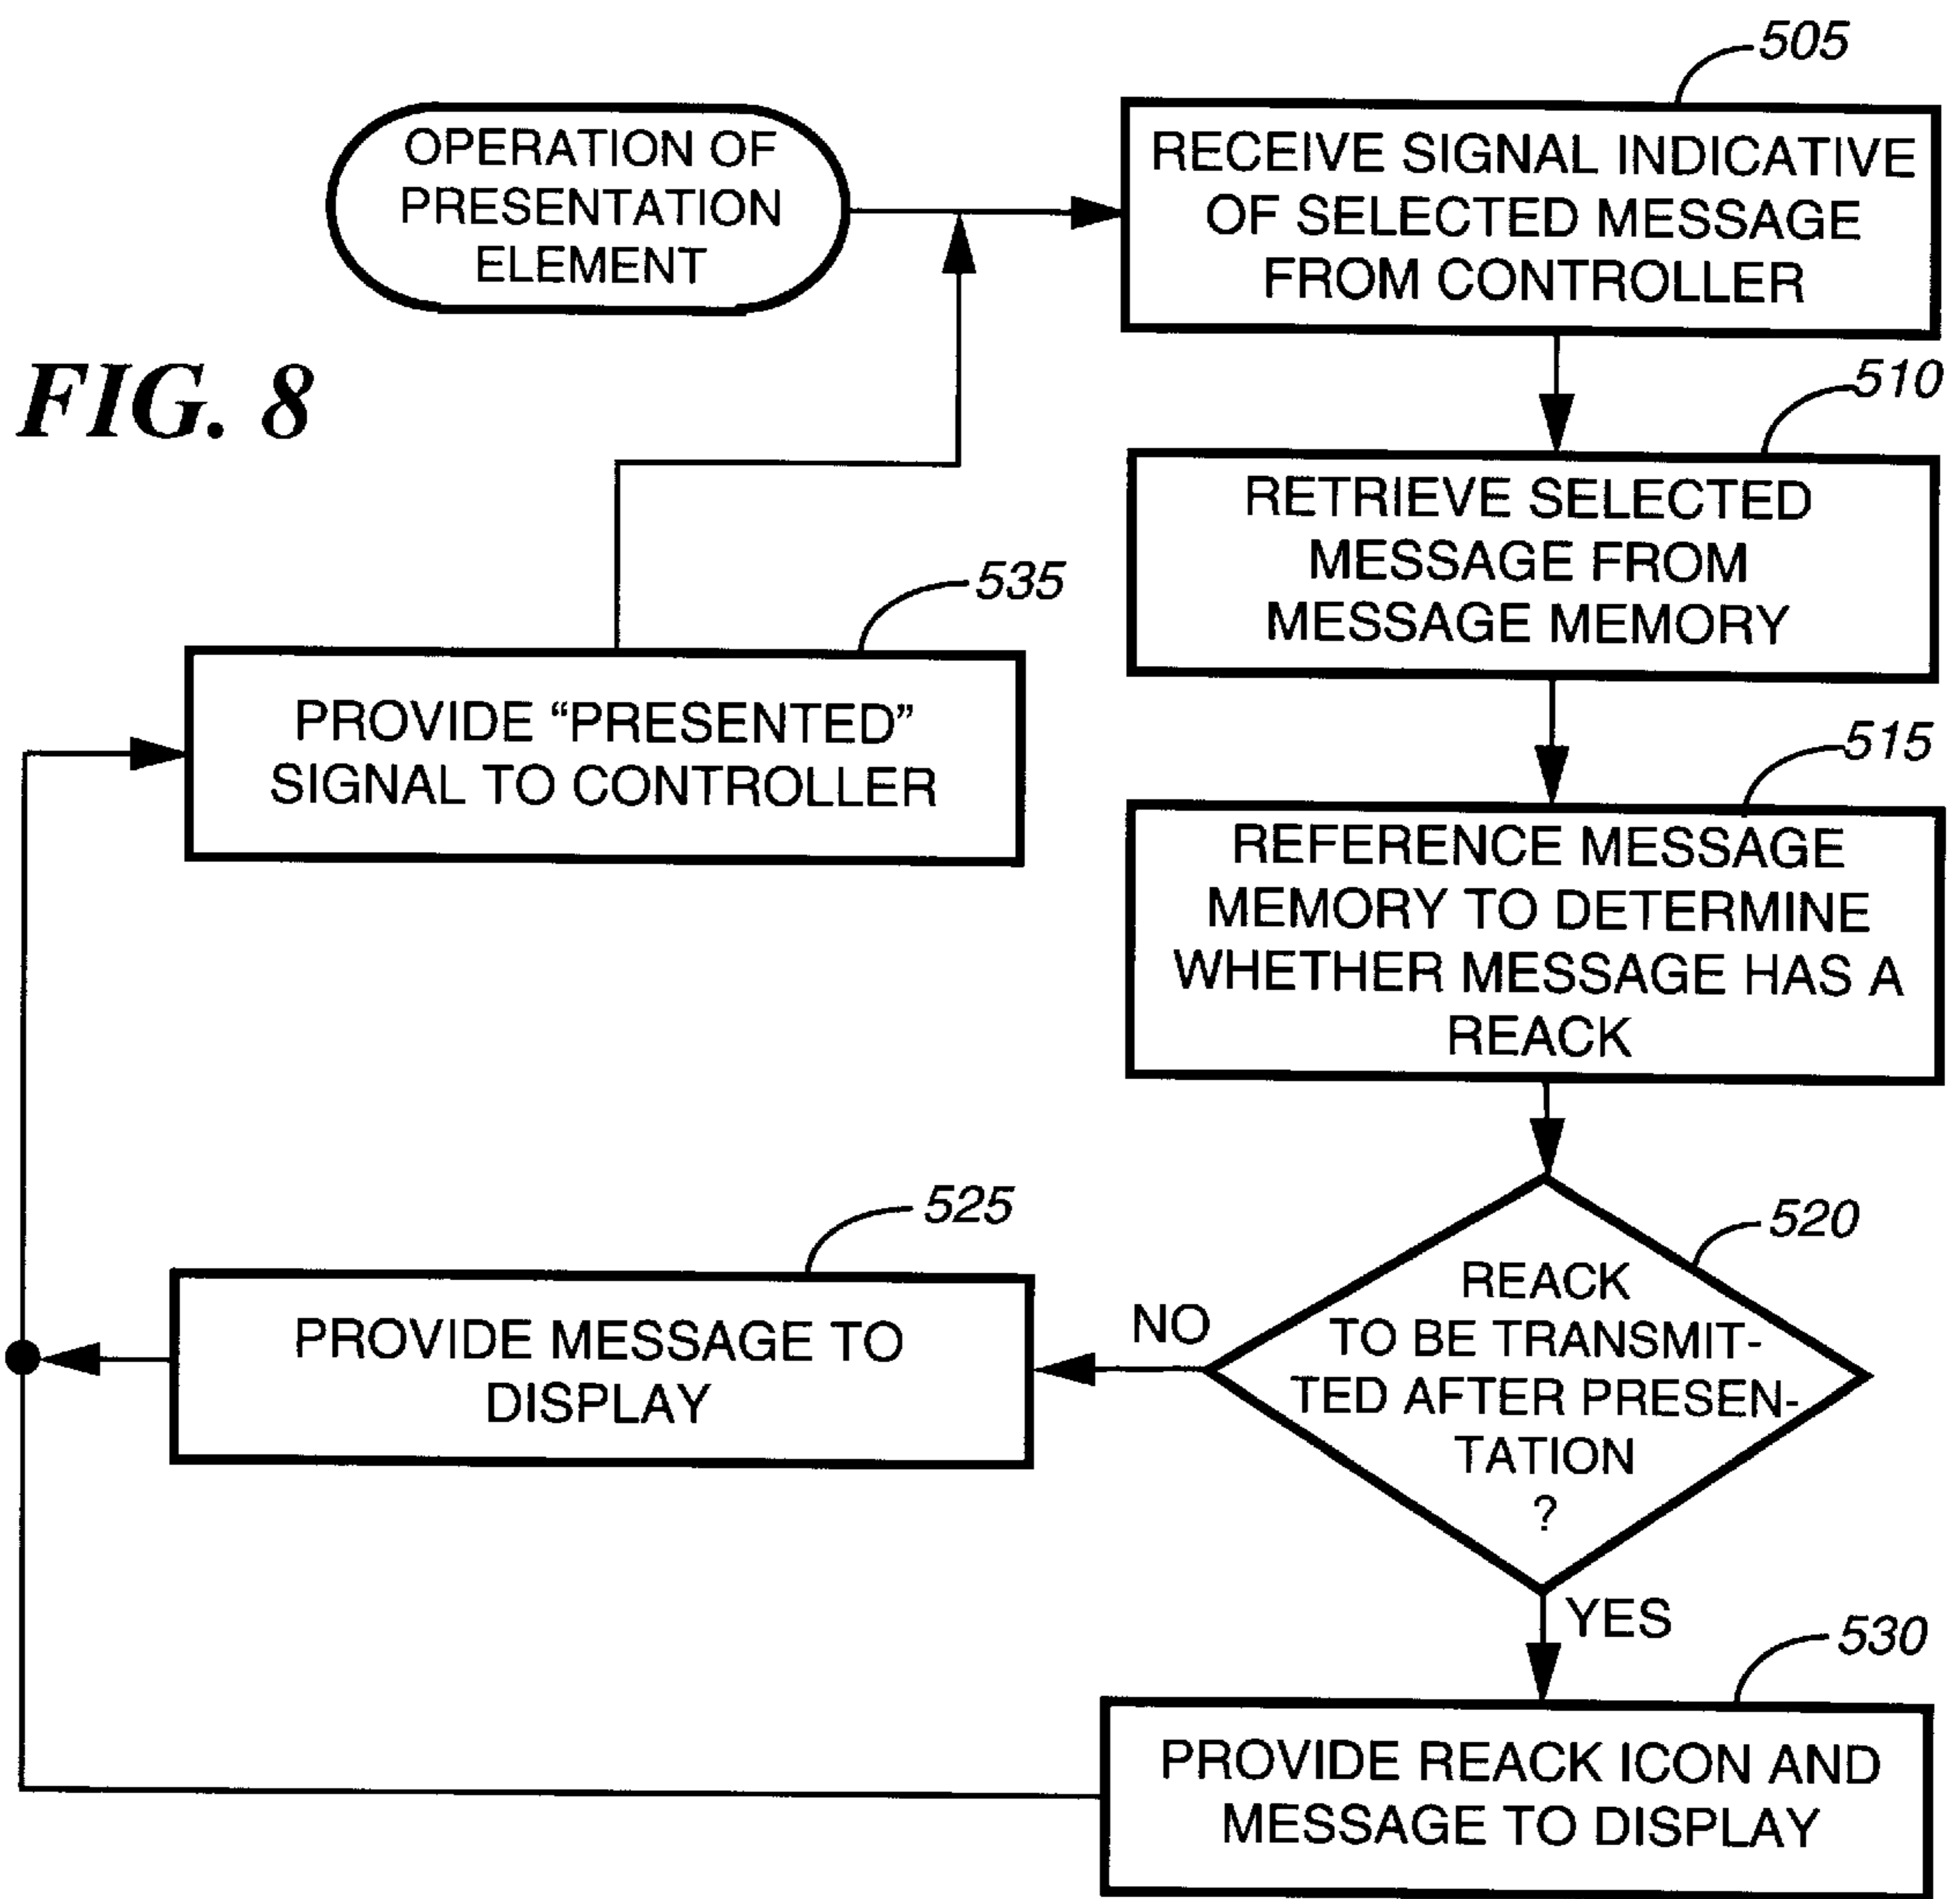 OPERATION OF
PRESENTATION
ELEMENT
505
RECEIVE SIGNAL INDICATIVE
OF SELECTED MESSAGE
FROM CONTROLLER
FIG. 8
510
RETRIEVE SELECTED
MESSAGE FROM
MESSAGE MEMORY
535
PROVIDE “PRESENTED”
SIGNAL TO CONTROLLER
515
REFERENCE MESSAGE
MEMORY TO DETERMINE
WHETHER MESSAGE HAS A
REACK
520
REACK
TO BE TRANSMIT-
TED AFTER PRESEN-
TATION
?
NO
525
PROVIDE MESSAGE TO
DISPLAY
YES
530
PROVIDE REACK ICON AND
MESSAGE TO DISPLAY